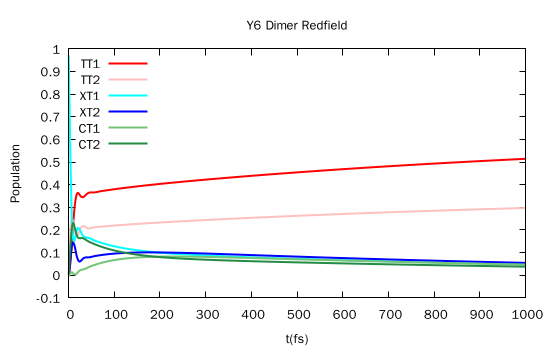 Y6 Dimer Redfield
1
0.9
0.8
0.7
0.6
0.5
0.4
0.3
0.2
0.1
0
-0.1
Population
TT1
TT2
XT1
XT2
CT1
CT2
0 100 200 300 400 500 600 700 800 900 1000
t(fs)